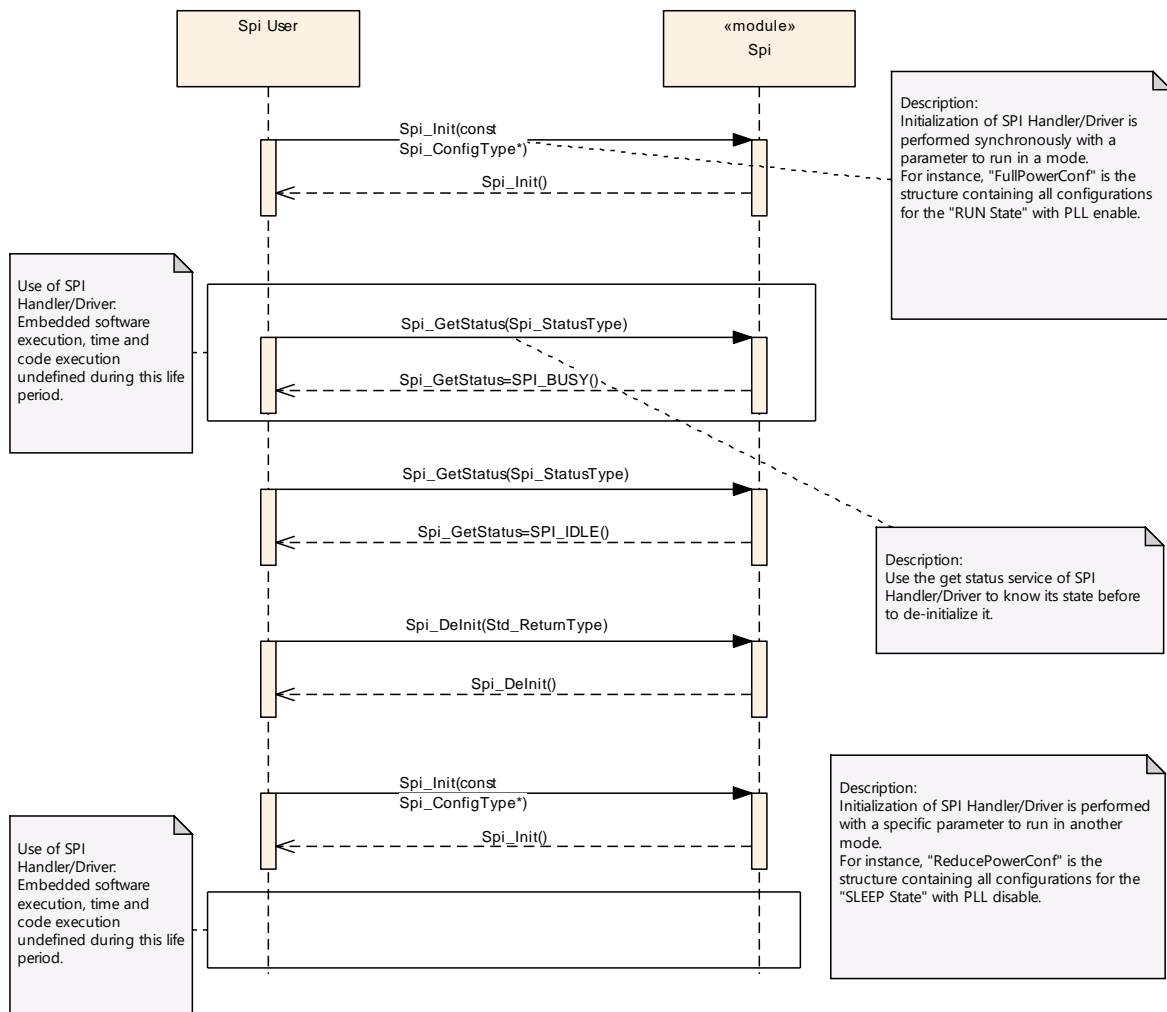 Spi User
«module»
Spi
Spi_Init(const
Spi_ConfigType*)
Spi_Init()
Description:
Initialization of SPI Handler/Driver is
performed synchronously with a
parameter to run in a mode.
For instance, "FullPowerConf" is the
structure containing all configurations
for the "RUN State" with PLL enable.
Use of SPI
Handler/Driver:
Embedded software
execution, time and
code execution
undefined during this life
period.
Spi_GetStatus(Spi_StatusType)
Spi_GetStatus=SPI_BUSY()
Spi_GetStatus(Spi_StatusType)
Spi_GetStatus=SPI_IDLE()
Description:
Use the get status service of SPI
Handler/Driver to know its state before
to de-initialize it.
Spi_DeInit(Std_ReturnType)
Spi_DeInit()
Spi_Init(const
Spi_ConfigType*)
Spi_Init()
Description:
Initialization of SPI Handler/Driver is performed
with a specific parameter to run in another
mode.
For instance, "ReducePowerConf" is the
structure containing all configurations for the
"SLEEP State" with PLL disable.
Use of SPI
Handler/Driver:
Embedded software
execution, time and
code execution
undefined during this life
period.